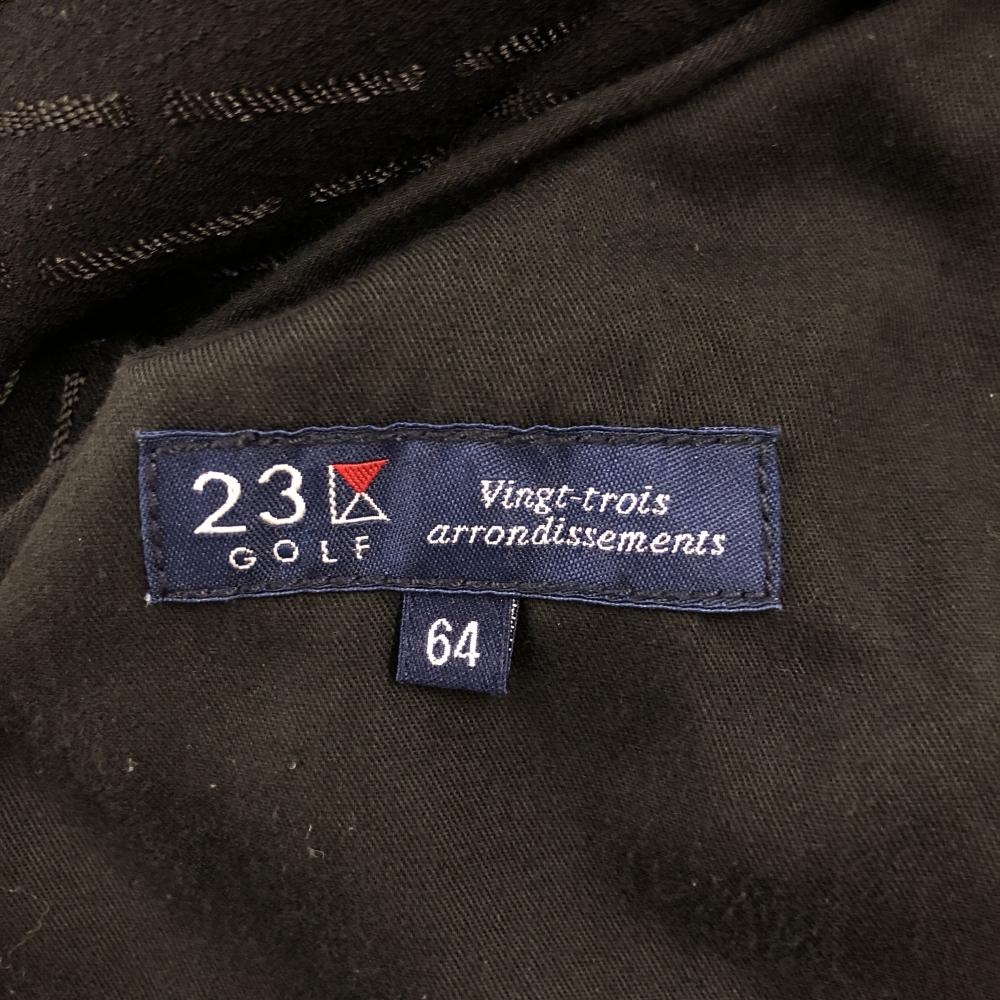 23
GOLF
Vingt-trois
arrondissements
64